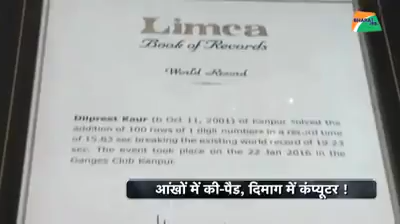 Limca
Book of Records
World Record
Dilpreet Kaur (b Oct 11, 2001) of Kanpur solved the
addition of 100 rows of 1 digit numbers in a record time
of 15.83 sec breaking the existing world record of 19.23
sec. The event took place on the 22 Jan 2016 in the
Ganges Club Kanpur.
आंखों में की-पैड, दिमाग में कंप्यूटर !